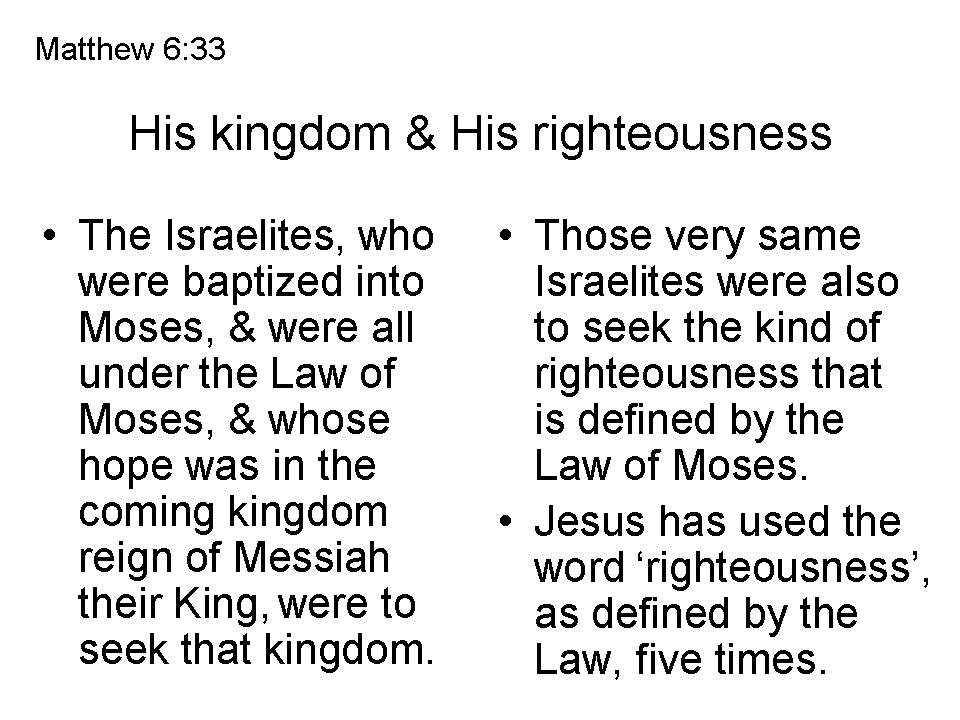 Matthew 6:33
His kingdom & His righteousness
• The Israelites, who
were baptized into
Moses, & were all
under the Law of
Moses, & whose
hope was in the
coming kingdom
reign of Messiah
their King, were to
seek that kingdom.
• Those very same
Israelites were also
to seek the kind of
righteousness that
is defined by the
Law of Moses.
• Jesus has used the
word ‘righteousness’,
as defined by the
Law, five times.